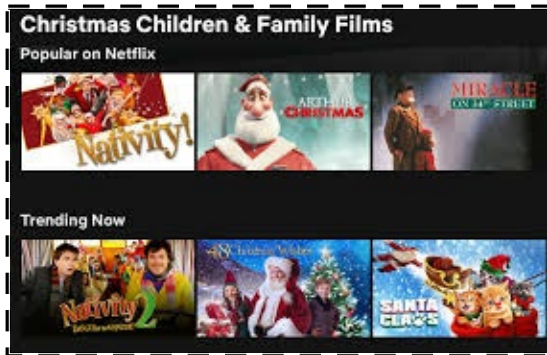 Christmas Children & Family Films
Popular on Netflix
Nativity!
ARTHUR
CHRISTMAS
MIRACLE
ON 34TH STREET
Trending Now
Nativity 2
48 Christmas Wishes
SANTA
CLAWS